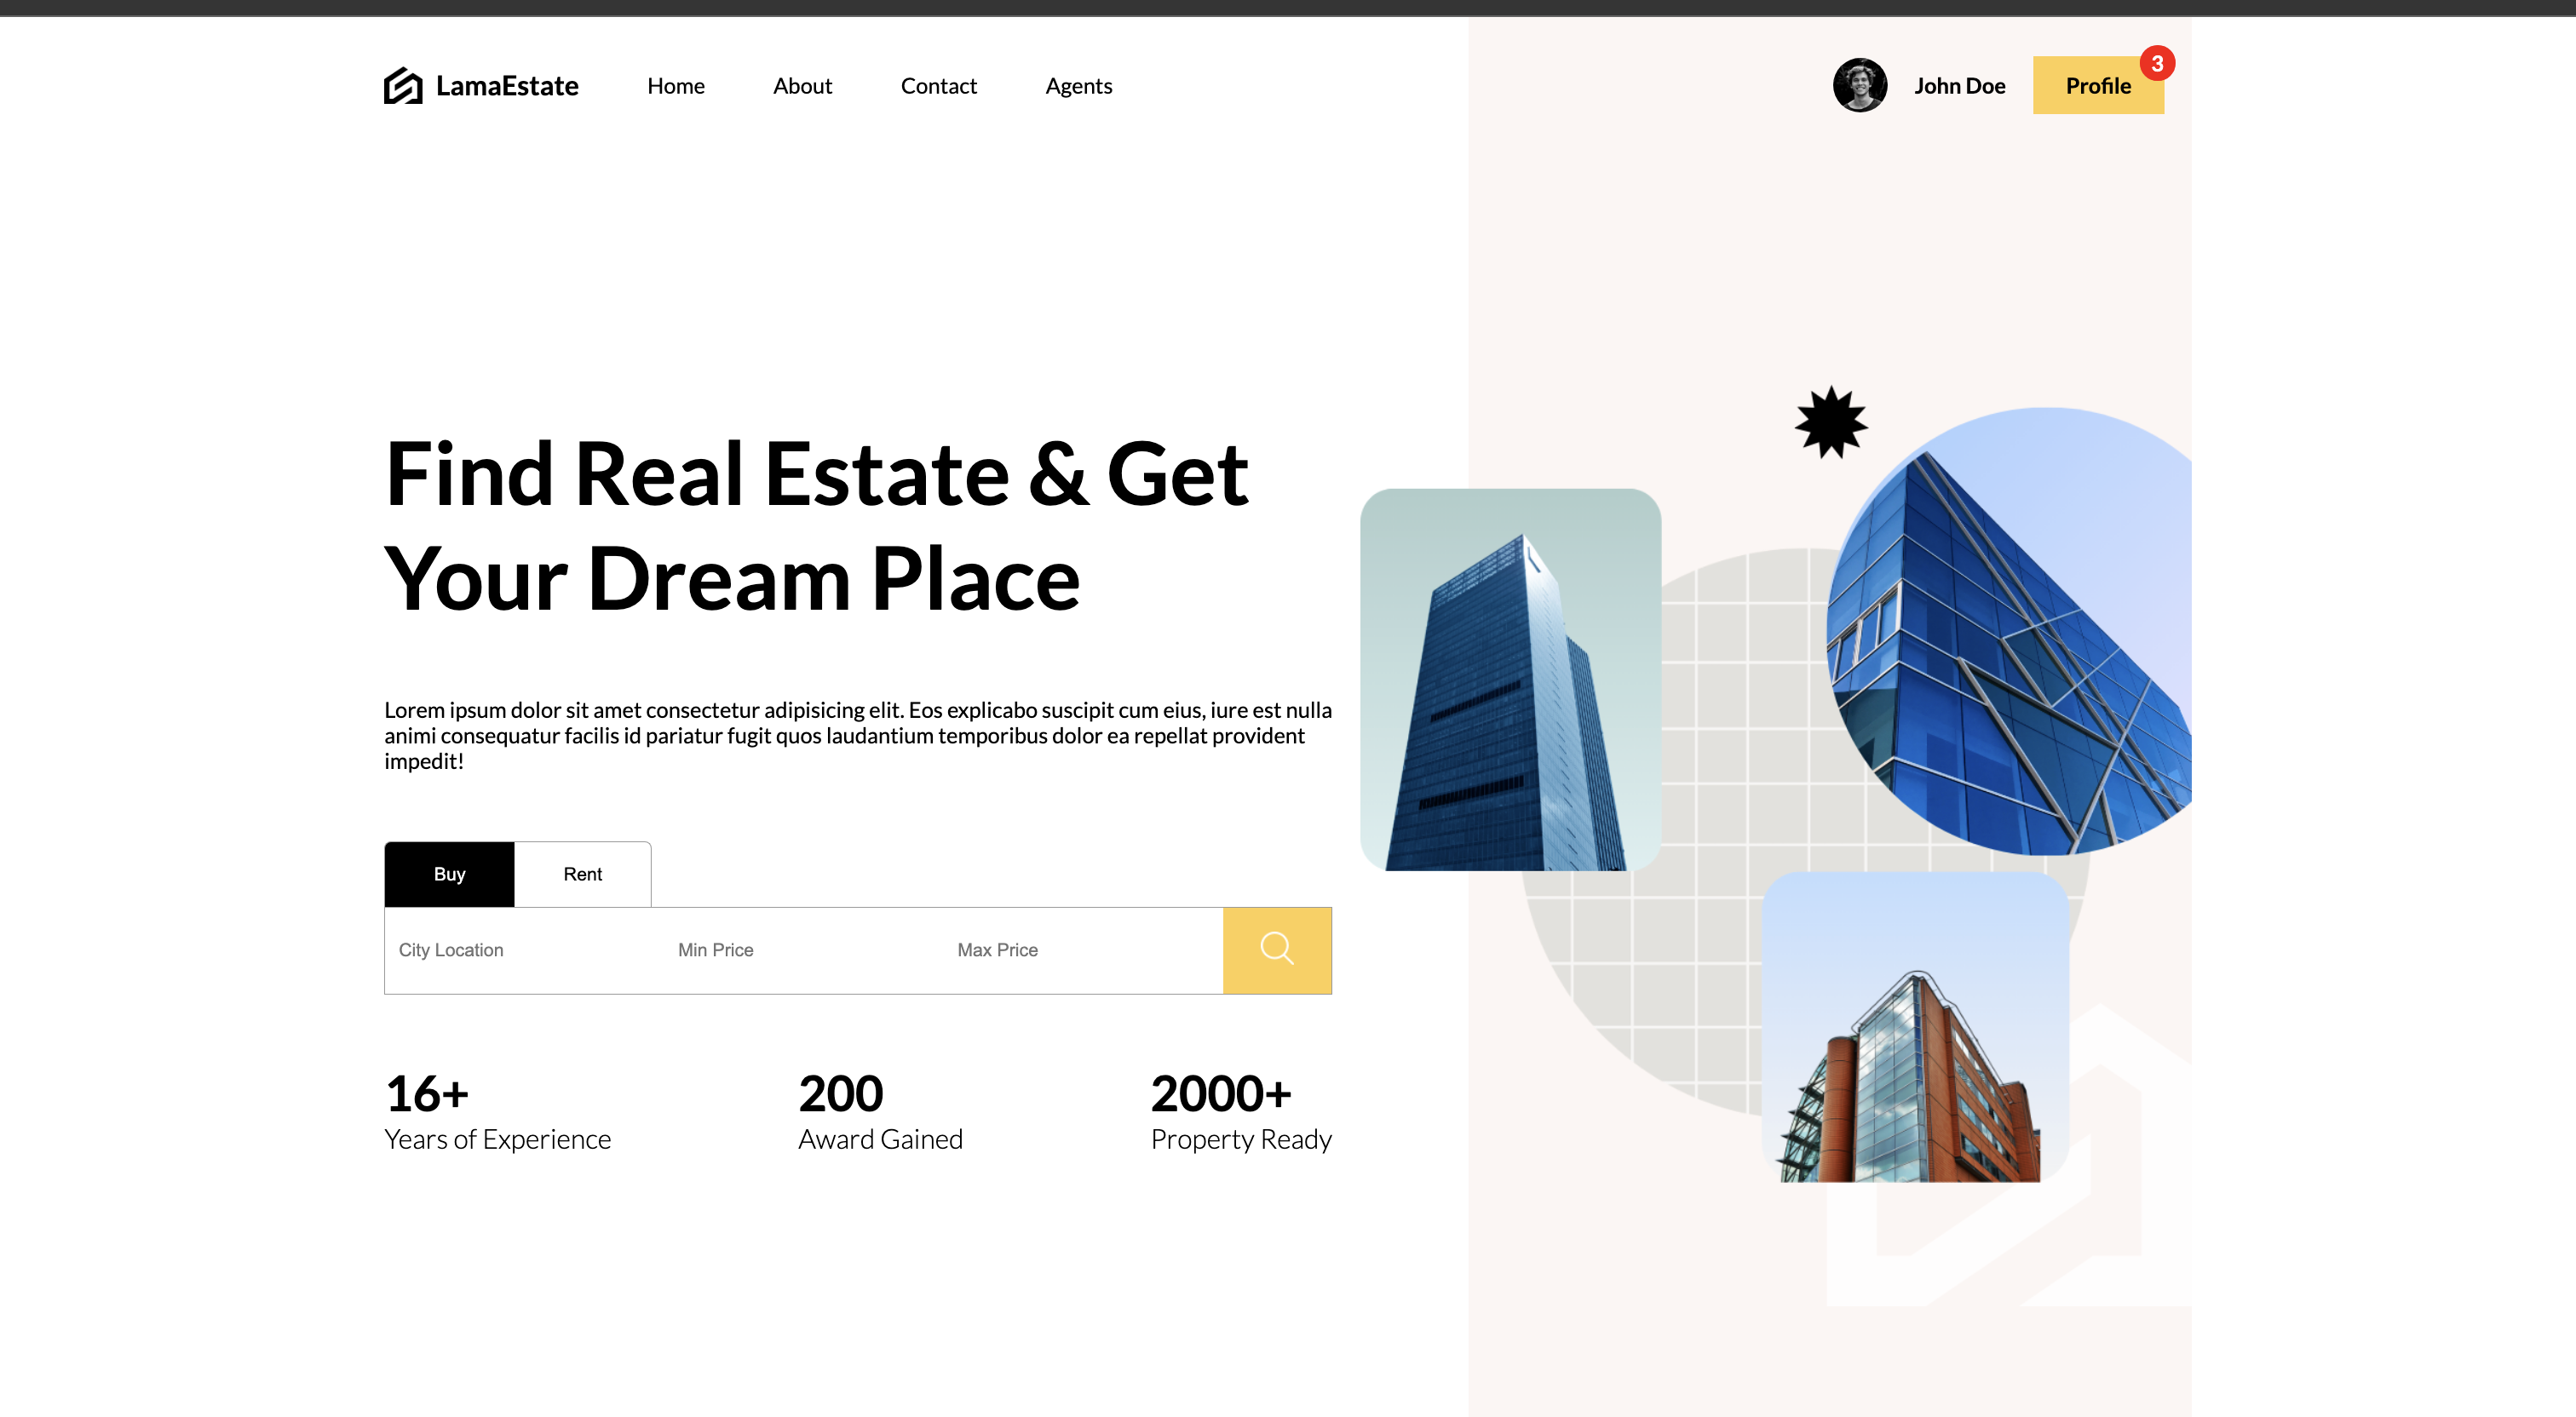 LamaEstate
Home
About
Contact
Agents
John Doe
Profile
3
Find Real Estate & Get
Your Dream Place
Lorem ipsum dolor sit amet consectetur adipisicing elit. Eos explicabo suscipit cum eius, iure est nulla
animi consequatur facilis id pariatur fugit quos laudantium temporibus dolor ea repellat provident
impedit!
Buy
Rent
City Location
Min Price
Max Price
16+
Years of Experience
200
Award Gained
2000+
Property Ready